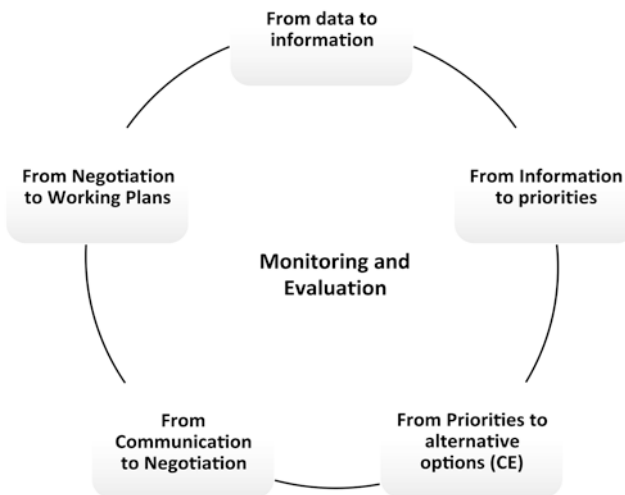 From data to
information
From Information
to priorities
From Priorities to
alternative
options (CE)
From
Communication
to Negotiation
From Negotiation
to Working Plans
Monitoring and
Evaluation